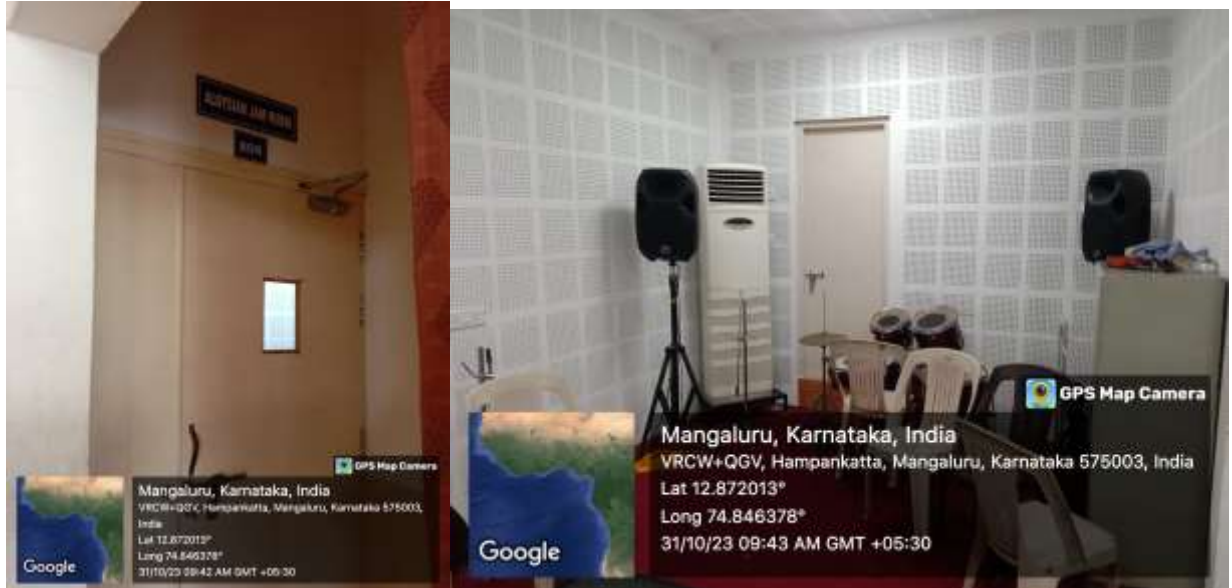 ALOYSIAN JAM ROOM
GPS Map Camera
Mangaluru, Karnataka, India
VRCW+QGV, Hampankatta, Mangaluru, Karnataka 575003,
India
Lat 12.872013°
Long 74.846378°
31/10/23 09:42 AM GMT +05:30
Google
GPS Map Camera
Mangaluru, Karnataka, India
VRCW+QGV, Hampankatta, Mangaluru, Karnataka 575003, India
Lat 12.872013°
Long 74.846378°
31/10/23 09:43 AM GMT +05:30
Google